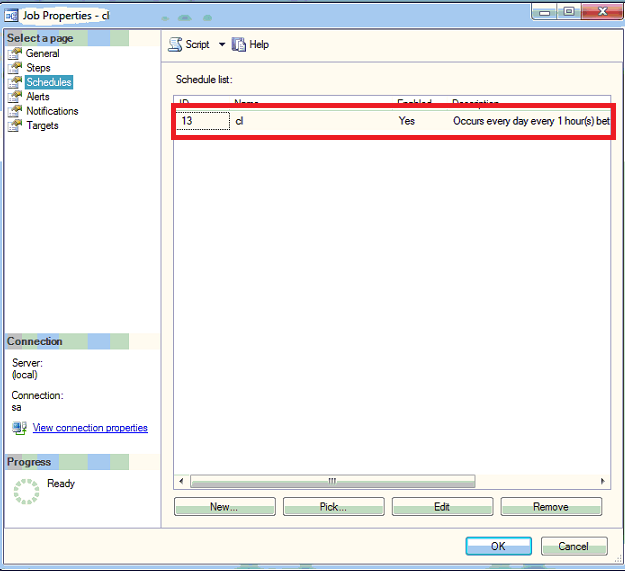 Job Properties - cl
Select a page
General
Steps
Schedules
Alerts
Notifications
Targets
Script
Help
Schedule list:
ID Name Enabled Description
13 cl Yes Occurs every day every 1 hour(s) bet
Connection
Server:
(local)
Connection:
sa
View connection properties
Progress
Ready
New... Pick... Edit Remove
OK Cancel